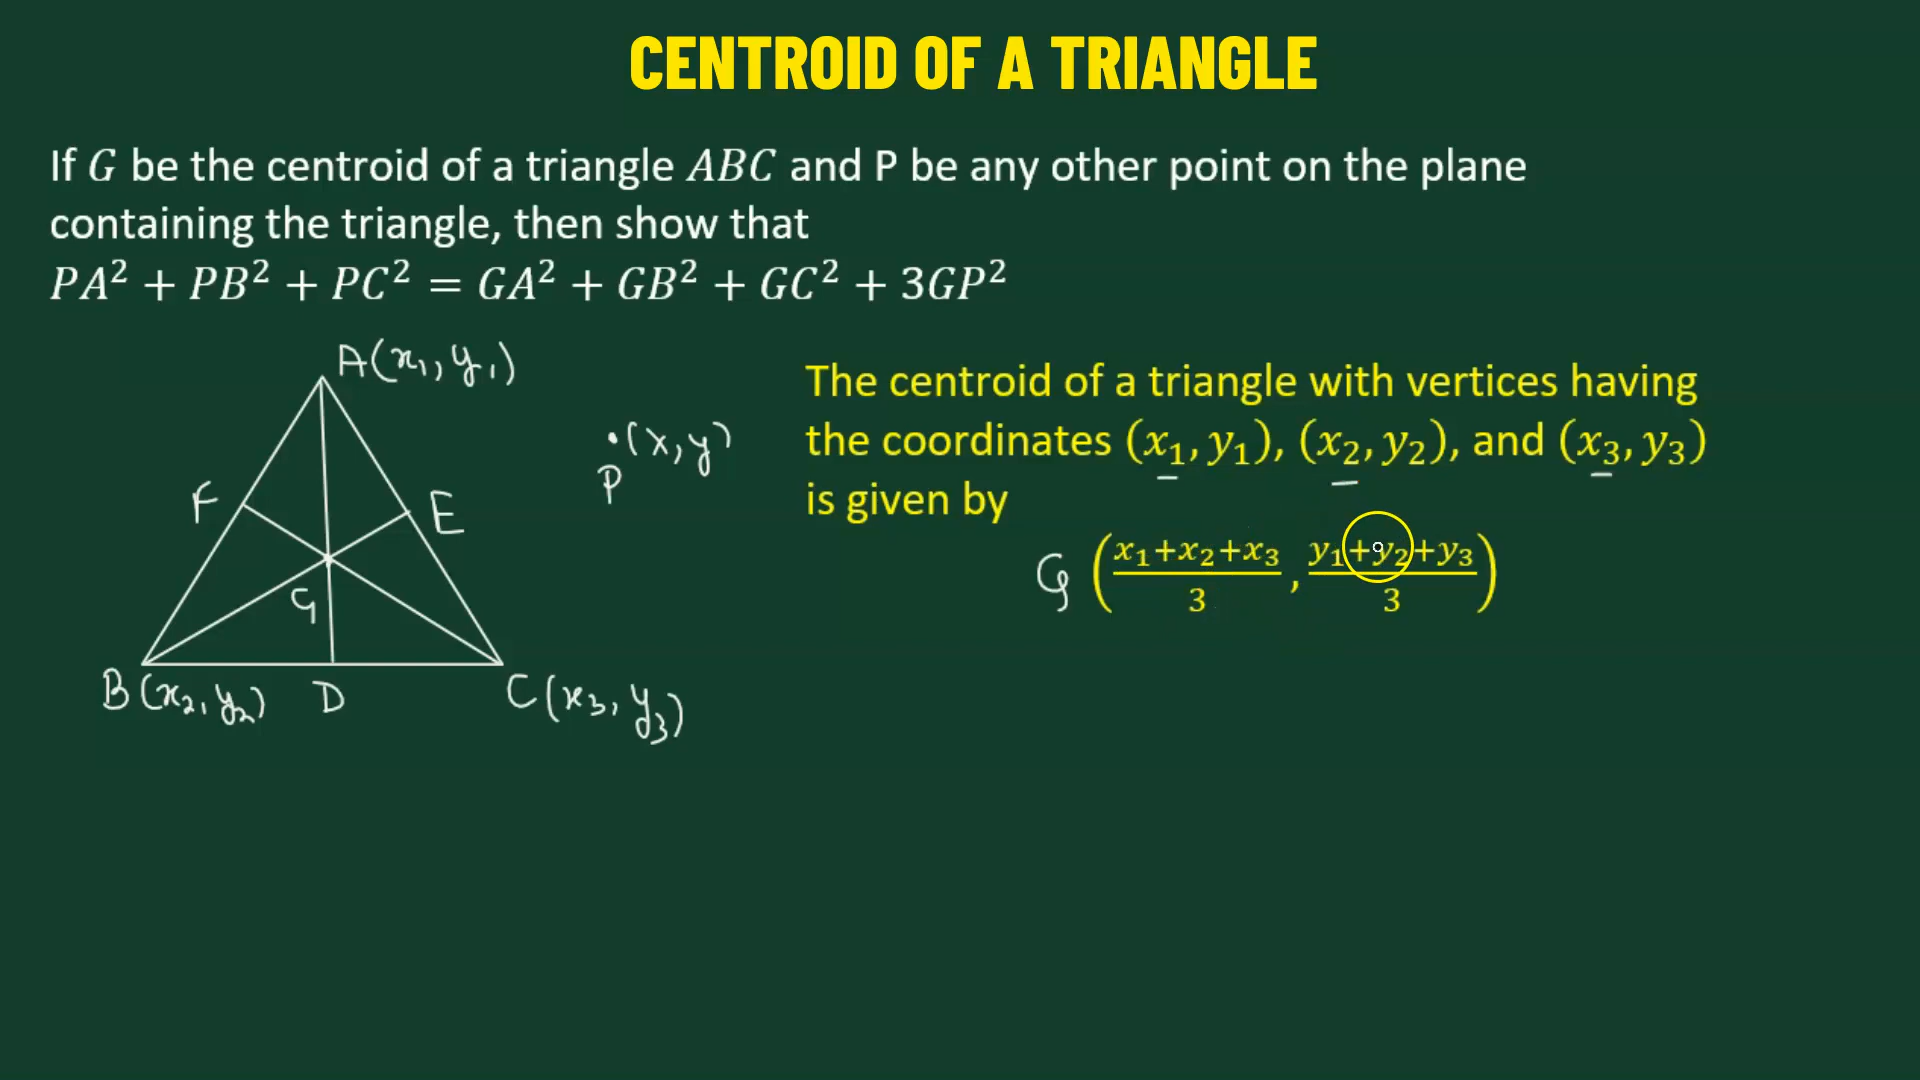 CENTROID OF A TRIANGLE
If G be the centroid of a triangle ABC and P be any other point on the plane
containing the triangle, then show that
PA² + PB² + PC² = GA² + GB² + GC² + 3GP²
A(x₁, y₁)
The centroid of a triangle with vertices having
the coordinates (x₁, y₁), (x₂, y₂), and (x₃, y₃)
is given by
P (x, y)
F
E
G
G ((x₁+x₂+x₃)/3, (y₁+y₂+y₃)/3)
B(x₂, y₂)
D
C(x₃, y₃)